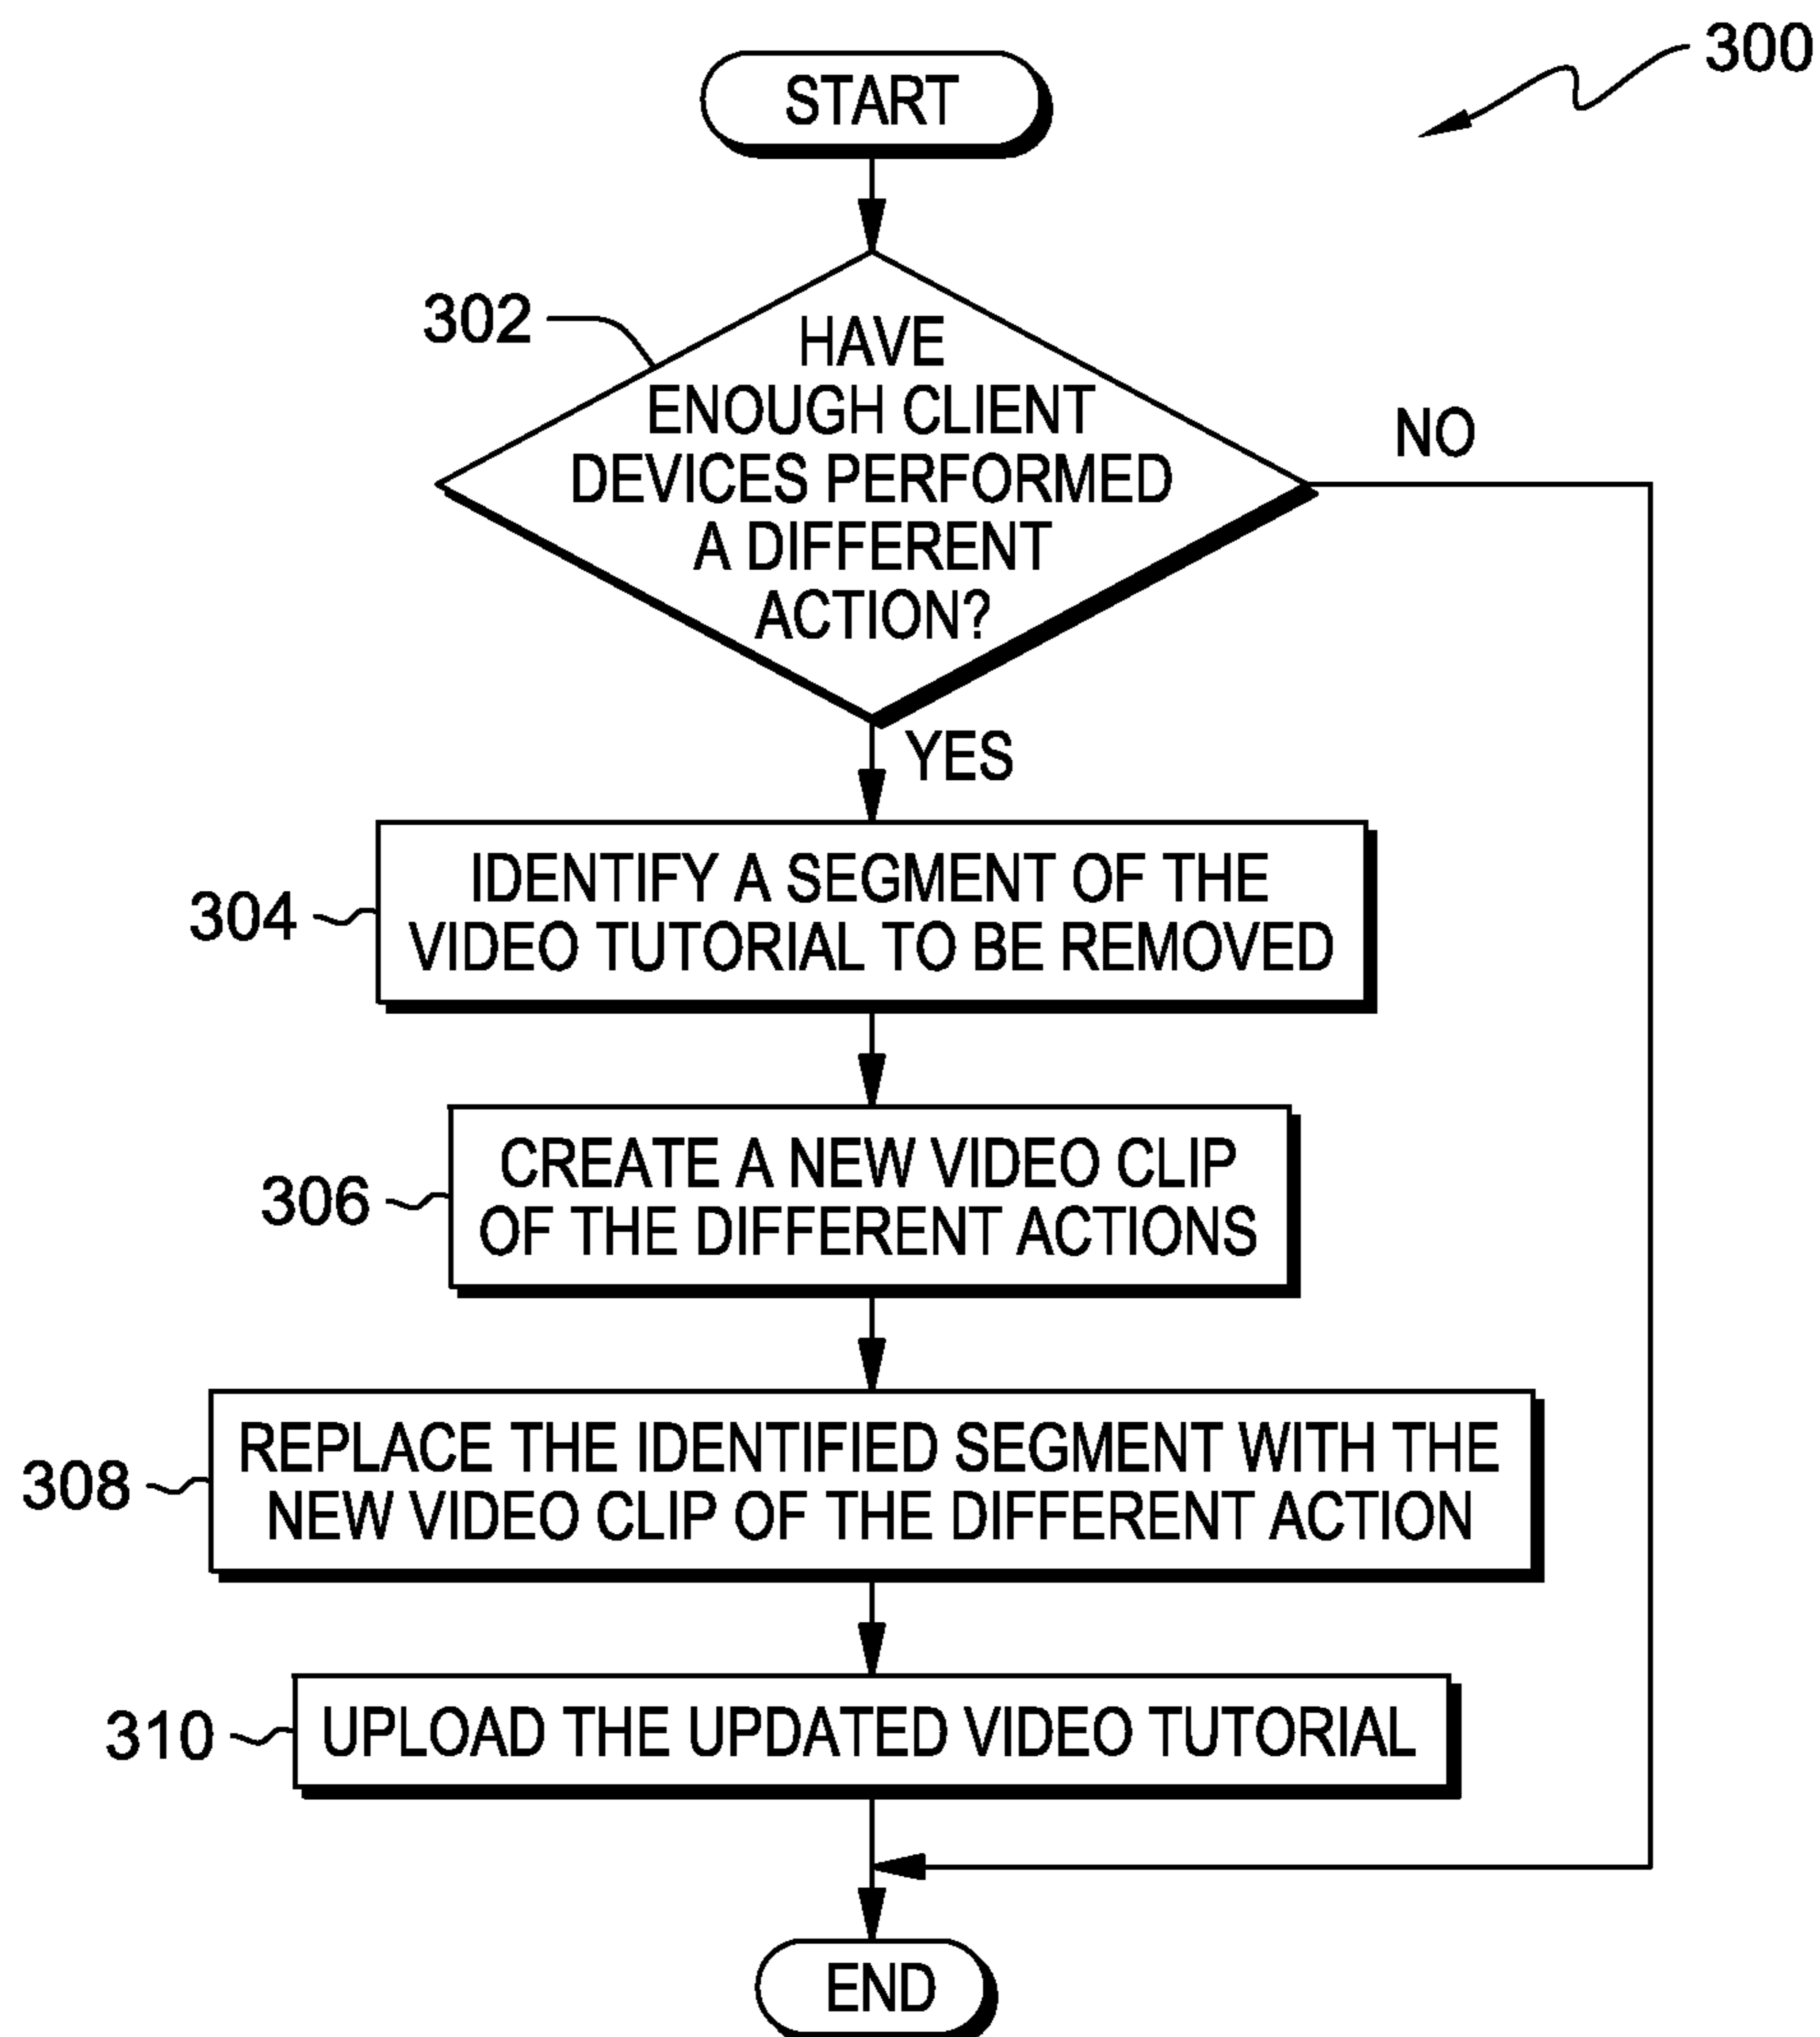 300
START
302
HAVE
ENOUGH CLIENT
DEVICES PERFORMED
A DIFFERENT
ACTION?
NO
YES
304
IDENTIFY A SEGMENT OF THE
VIDEO TUTORIAL TO BE REMOVED
306
CREATE A NEW VIDEO CLIP
OF THE DIFFERENT ACTIONS
308
REPLACE THE IDENTIFIED SEGMENT WITH THE
NEW VIDEO CLIP OF THE DIFFERENT ACTION
310
UPLOAD THE UPDATED VIDEO TUTORIAL
END